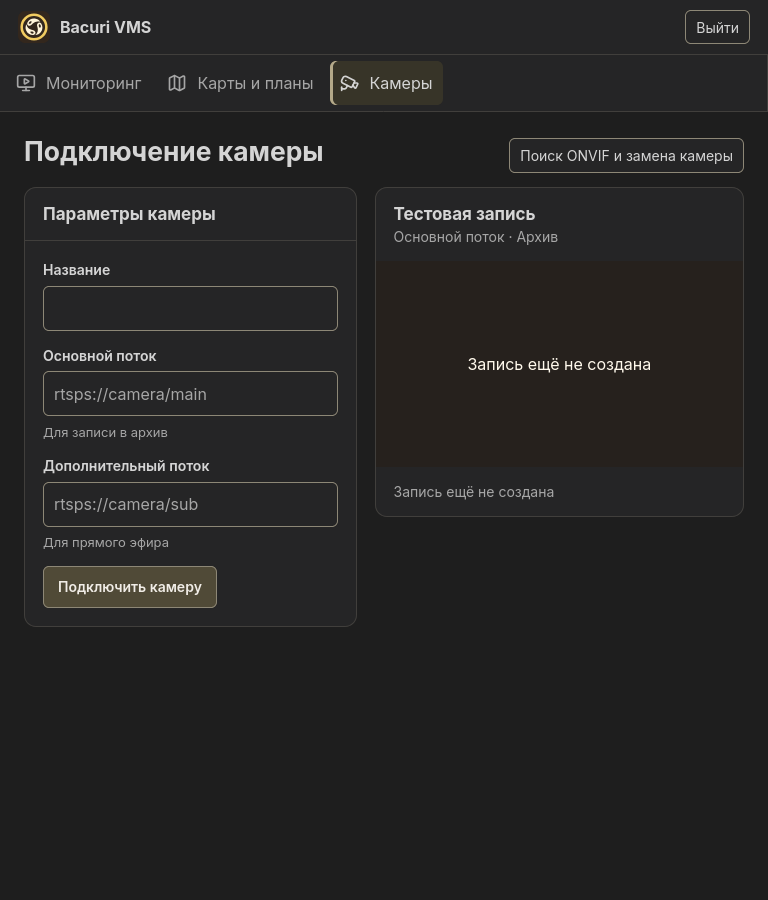 Bacuri VMS
Выйти
Мониторинг
Карты и планы
Камеры
Подключение камеры
Поиск ONVIF и замена камеры
Параметры камеры
Название
Основной поток
rtsps://camera/main
Для записи в архив
Дополнительный поток
rtsps://camera/sub
Для прямого эфира
Подключить камеру
Тестовая запись
Основной поток · Архив
Запись ещё не создана
Запись ещё не создана